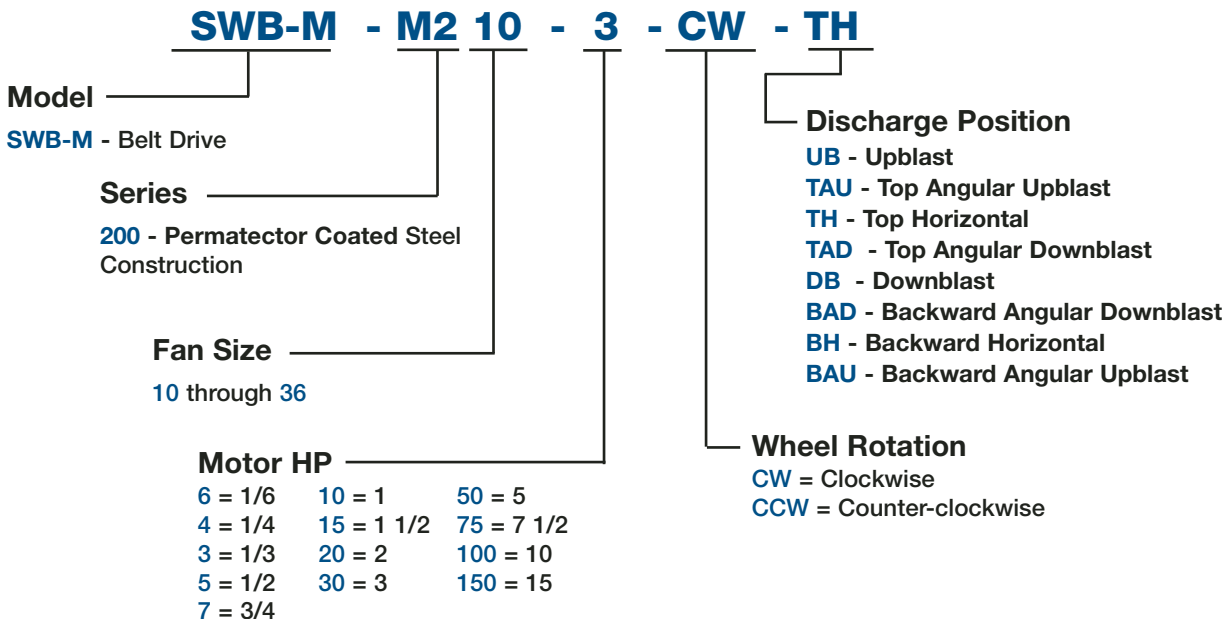 SWB-M - M2 10 - 3 - CW - TH
Model
SWB-M - Belt Drive
Series
200 - Permatector Coated Steel
Construction
Fan Size
10 through 36
Motor HP
6 = 1/6 10 = 1 50 = 5
4 = 1/4 15 = 1 1/2 75 = 7 1/2
3 = 1/3 20 = 2 100 = 10
5 = 1/2 30 = 3 150 = 15
7 = 3/4
Discharge Position
UB - Upblast
TAU - Top Angular Upblast
TH - Top Horizontal
TAD - Top Angular Downblast
DB - Downblast
BAD - Backward Angular Downblast
BH - Backward Horizontal
BAU - Backward Angular Upblast
Wheel Rotation
CW = Clockwise
CCW = Counter-clockwise